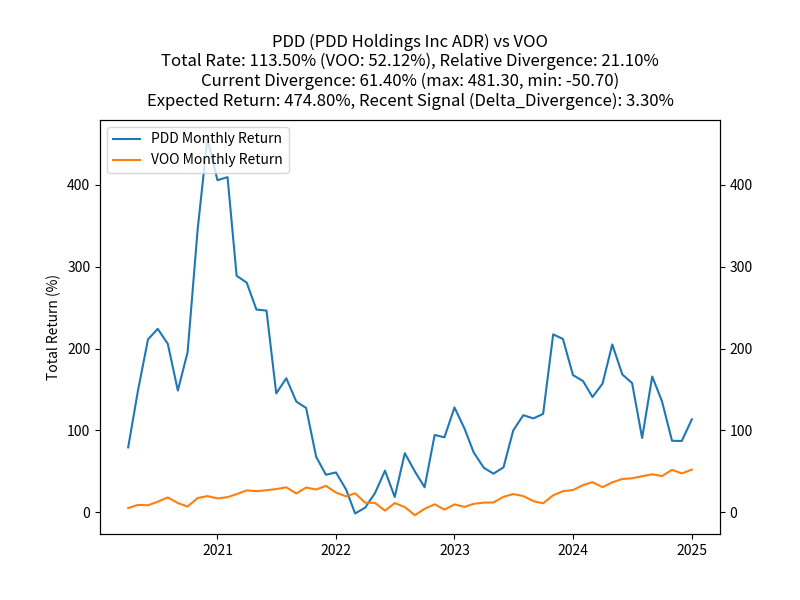 PDD (PDD Holdings Inc ADR) vs VOO
Total Rate: 113.50% (VOO: 52.12%), Relative Divergence: 21.10%
Current Divergence: 61.40% (max: 481.30, min: -50.70)
Expected Return: 474.80%, Recent Signal (Delta_Divergence): 3.30%
PDD Monthly Return
VOO Monthly Return
Total Return (%)
400
300
200
100
0
400
300
200
100
0
2021
2022
2023
2024
2025